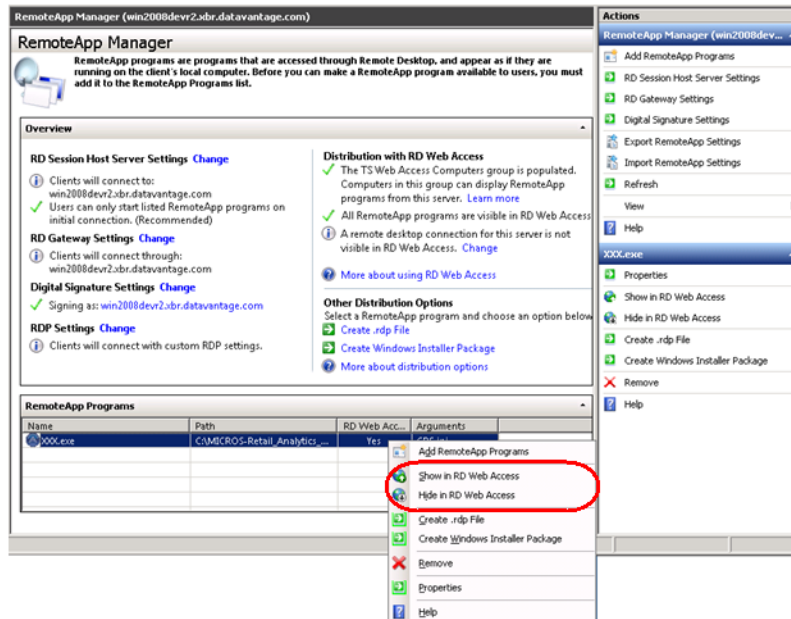 RemoteApp Manager (win2008devr2.xbr.datavantage.com)
RemoteApp Manager
RemoteApp programs are programs that are accessed through Remote Desktop, and appear as if they are
running on the client's local computer. Before you can make a RemoteApp program available to users, you must
add it to the RemoteApp Programs list.
Overview
RD Session Host Server Settings Change
Clients will connect to:
win2008devr2.xbr.datavantage.com
Users can only start listed RemoteApp programs on
initial connection. (Recommended)
RD Gateway Settings Change
Clients will connect through:
win2008devr2.xbr.datavantage.com
Digital Signature Settings Change
Signing as: win2008devr2.xbr.datavantage.com
RDP Settings Change
Clients will connect with custom RDP settings.
Distribution with RD Web Access
The TS Web Access Computers group is populated.
Computers in this group can display RemoteApp
programs from this server. Learn more
All RemoteApp programs are visible in RD Web Access
A remote desktop connection for this server is not
visible in RD Web Access. Change
More about using RD Web Access
Other Distribution Options
Select a RemoteApp program and choose an option below
Create .rdp File
Create Windows Installer Package
More about distribution options
RemoteApp Programs
Name Path RD Web Acc... Arguments
XXX.exe C:\MICROS-Retail_Analytics_... Yes
Add RemoteApp Programs
Show in RD Web Access
Hide in RD Web Access
Create .rdp File
Create Windows Installer Package
Remove
Properties
Help
Actions
RemoteApp Manager (win2008dev...
Add RemoteApp Programs
RD Session Host Server Settings
RD Gateway Settings
Digital Signature Settings
Export RemoteApp Settings
Import RemoteApp Settings
Refresh
View
Help
XXX.exe
Properties
Show in RD Web Access
Hide in RD Web Access
Create .rdp File
Create Windows Installer Package
Remove
Help